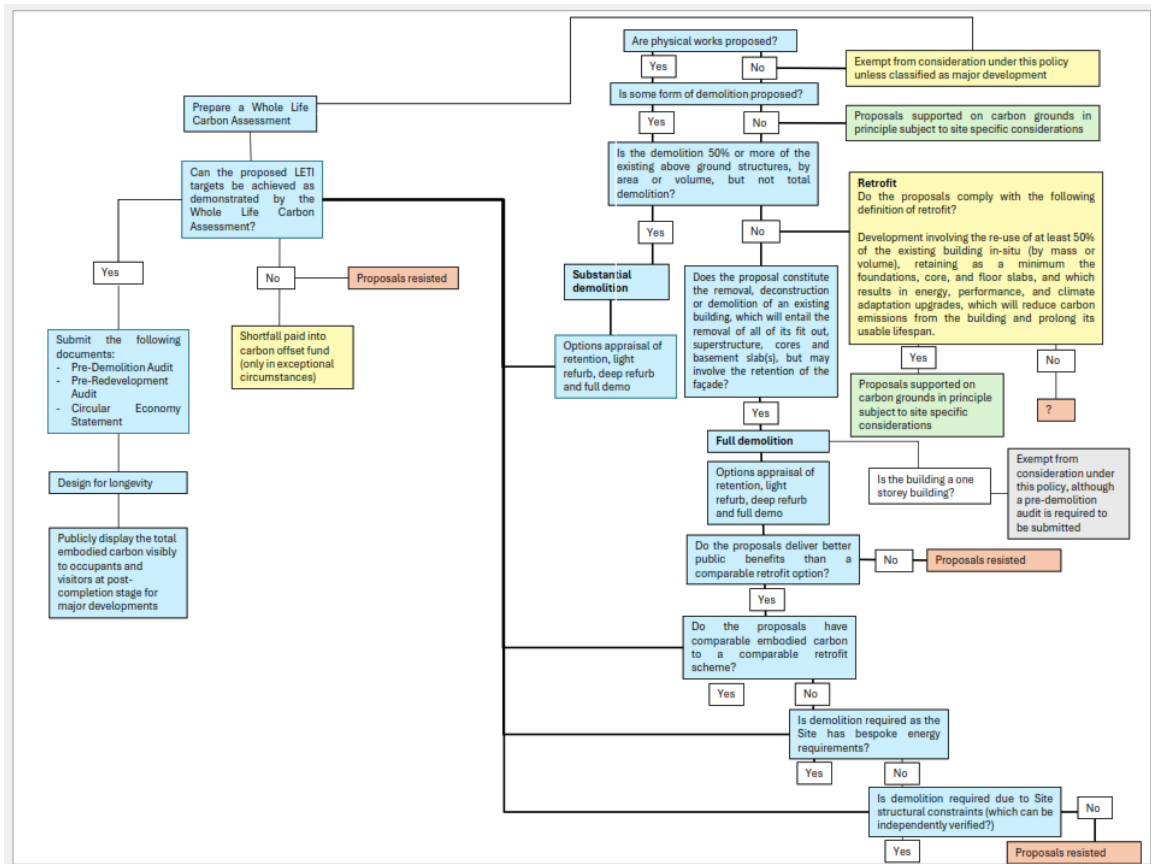 Are physical works proposed?
Yes
No
Exempt from consideration under this policy
unless classified as major development
Is some form of demolition proposed?
Yes
No
Proposals supported on carbon grounds in
principle subject to site specific considerations
Prepare a Whole Life
Carbon Assessment
Can the proposed LETI
targets be achieved as
demonstrated by the
Whole Life Carbon
Assessment?
Yes
No
Proposals resisted
Shortfall paid into
carbon offset fund
(only in exceptional
circumstances)
Submit the following
documents:
- Pre-Demolition Audit
- Pre-Redevelopment
Audit
- Circular Economy
Statement
Design for longevity
Publicly display the total
embodied carbon visibly
to occupants and
visitors at post-
completion stage for
major developments
Is the demolition 50% or more of the
existing above ground structures, by
area or volume, but not total
demolition?
Yes
No
Substantial
demolition
Options appraisal of
retention, light
refurb, deep refurb
and full demo
Does the proposal constitute
the removal, deconstruction
or demolition of an existing
building, which will entail the
removal of all of its fit out,
superstructure, cores and
basement slab(s), but may
involve the retention of the
façade?
Yes
Retrofit
Do the proposals comply with the following
definition of retrofit?
Development involving the re-use of at least 50%
of the existing building in-situ (by mass or
volume), retaining as a minimum the
foundations, core, and floor slabs, and which
results in energy, performance, and climate
adaptation upgrades, which will reduce carbon
emissions from the building and prolong its
usable lifespan.
Yes
No
Proposals supported on
carbon grounds in principle
subject to site specific
considerations
?
Full demolition
Options appraisal of
retention, light
refurb, deep refurb
and full demo
Is the building a one
storey building?
Exempt from
consideration under
this policy, although
a pre-demolition
audit is required to
be submitted
Do the proposals deliver better
public benefits than a
comparable retrofit option?
No
Proposals resisted
Yes
Do the proposals have
comparable embodied carbon
to a comparable retrofit
scheme?
Yes
No
Is demolition required as the
Site has bespoke energy
requirements?
Yes
No
Is demolition required due to Site
structural constraints (which can be
independently verified?)
No
Yes
Proposals resisted